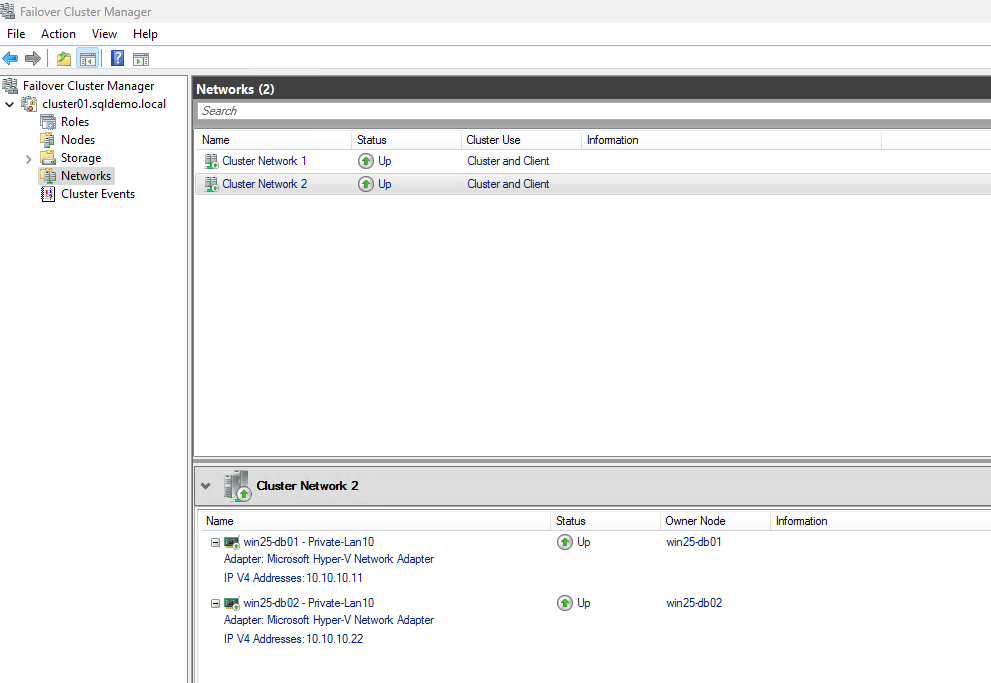 Failover Cluster Manager
File Action View Help
Failover Cluster Manager
cluster01.sqldemo.local
Roles
Nodes
Storage
Networks
Cluster Events
Networks (2)
Search
Name Status Cluster Use Information
Cluster Network 1 Up Cluster and Client
Cluster Network 2 Up Cluster and Client
Cluster Network 2
Name Status Owner Node Information
win25-db01 - Private-Lan10 Up win25-db01
Adapter: Microsoft Hyper-V Network Adapter
IP V4 Addresses: 10.10.10.11
win25-db02 - Private-Lan10 Up win25-db02
Adapter: Microsoft Hyper-V Network Adapter
IP V4 Addresses: 10.10.10.22